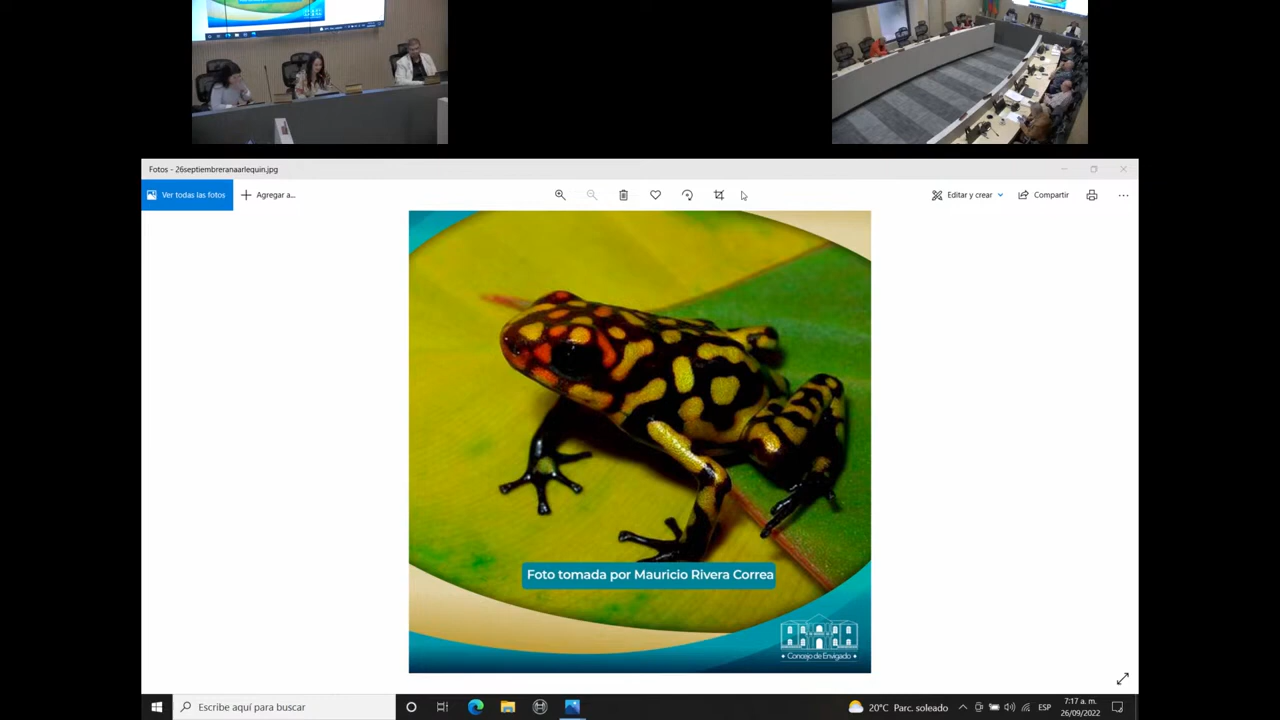 Fotos - 26septiembreranaarlequin.jpg
Ver todas las fotos
Agregar a...
Editar y crear
Compartir
Foto tomada por Mauricio Rivera Correa
• Concejo de Envigado •
Escribe aquí para buscar
20°C Parc. soleado
ESP
7:17 a. m.
26/09/2022